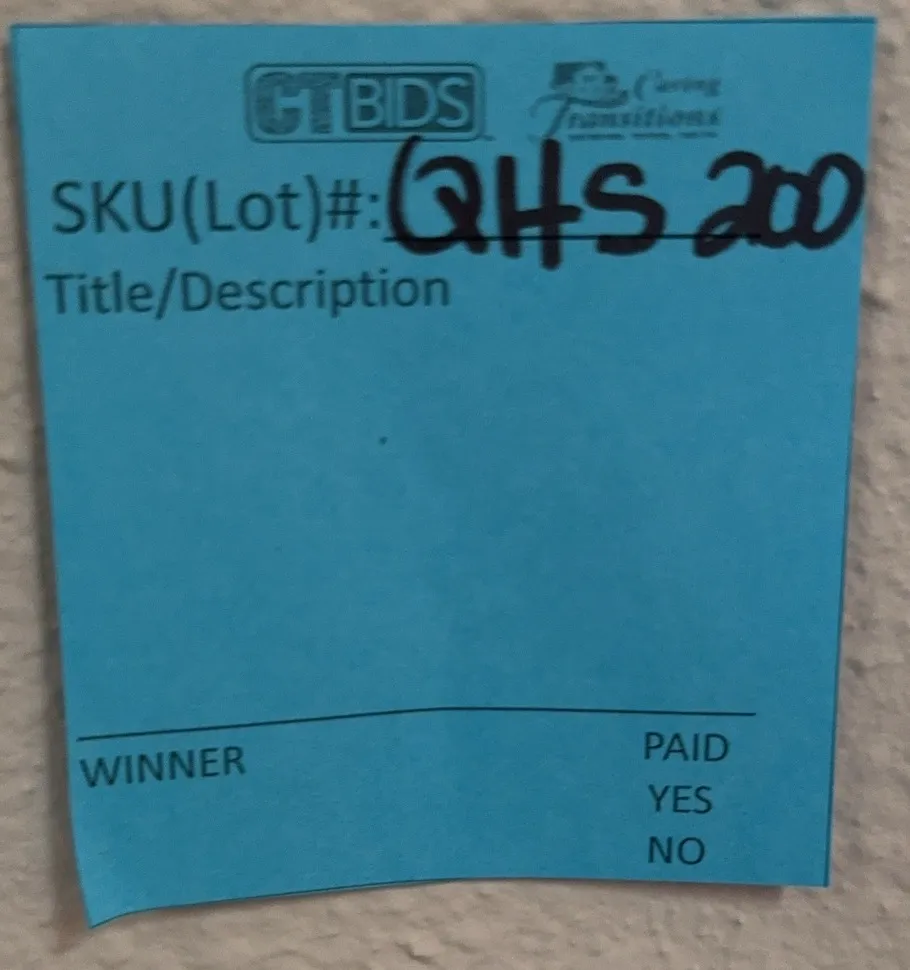 CTBIDS Caring Transitions
SKU(Lot)#: QHS 200
Title/Description
WINNER PAID
YES
NO